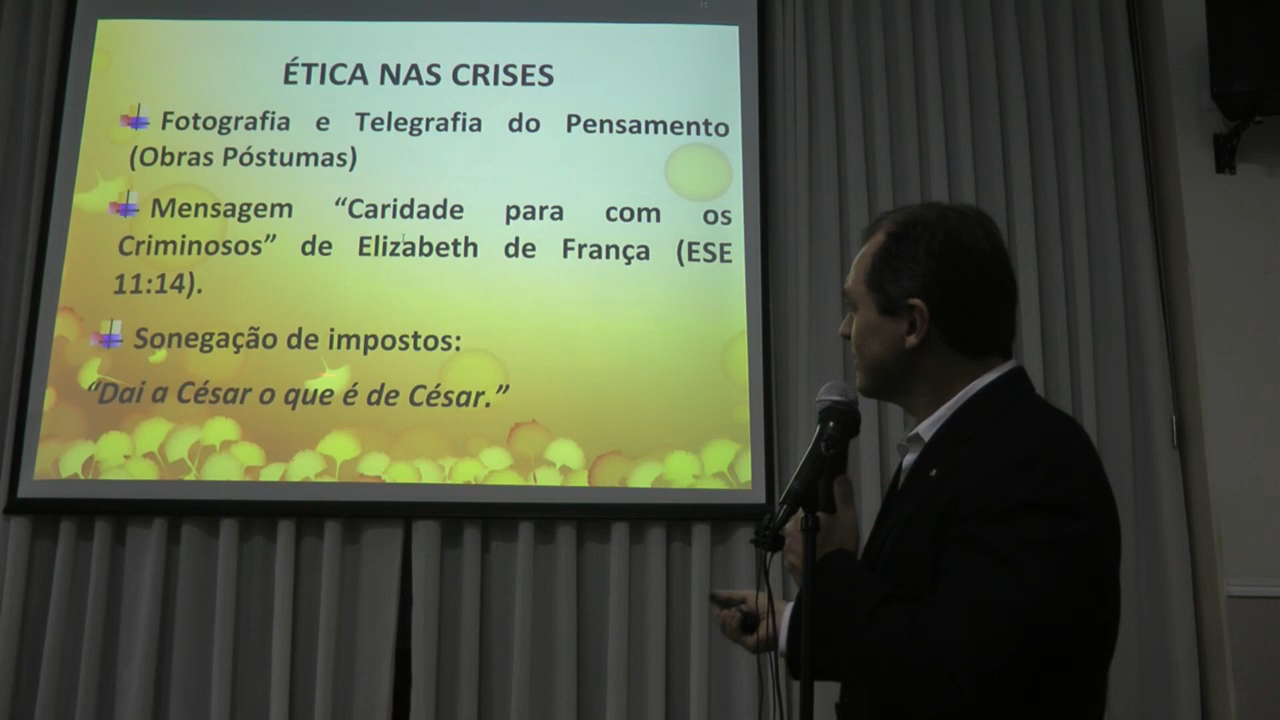 ÉTICA NAS CRISES
Fotografia e Telegrafia do Pensamento
(Obras Póstumas)
Mensagem “Caridade para com os
Criminosos” de Elizabeth de França (ESE
11:14).
Sonegação de impostos:
“Dai a César o que é de César.”